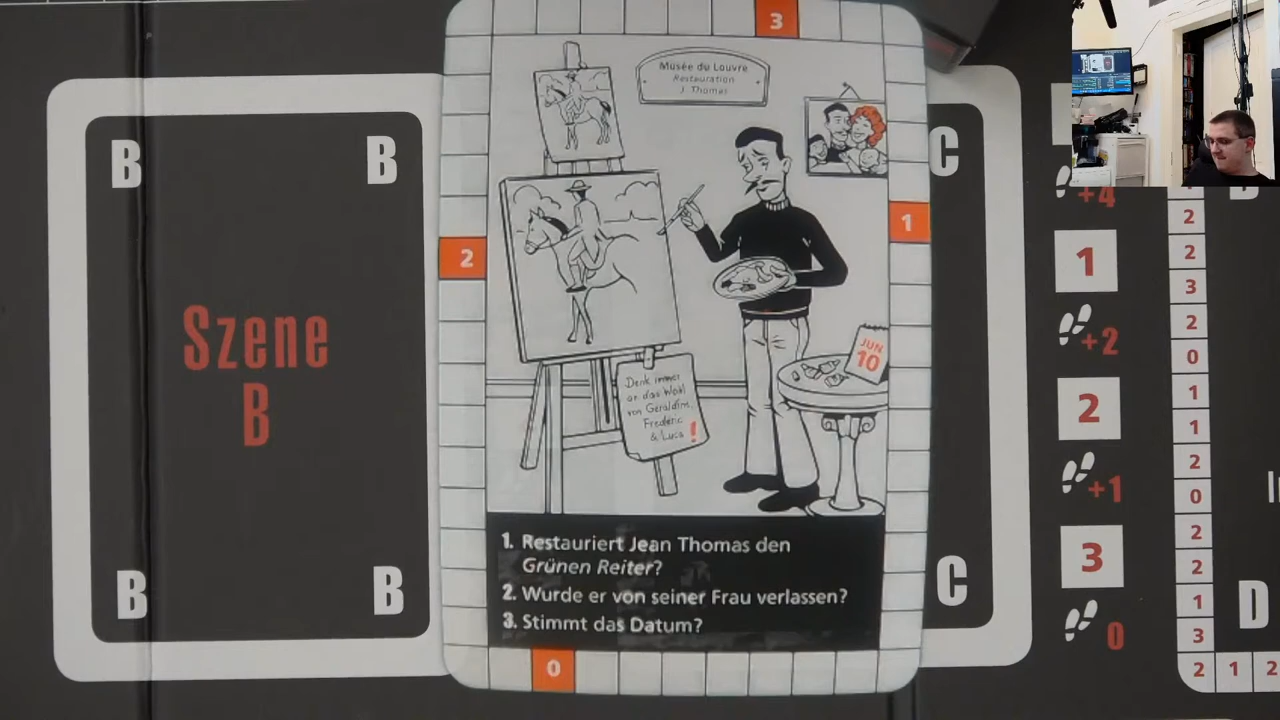 3
Musée du Louvre
Restauration
J. Thomas
B
B
C
+4
2
1
2
1
2
3
+2
2
Szene
B
0
JUN
10
1
2
1
Denk immer
an das Wohl
von Geraldine,
Frederic
& Luca!
+1
2
0
1. Restauriert Jean Thomas den
Grünen Reiter?
2. Wurde er von seiner Frau verlassen?
3. Stimmt das Datum?
B
B
C
D
3
2
2
1
3
0
0
2 1 2